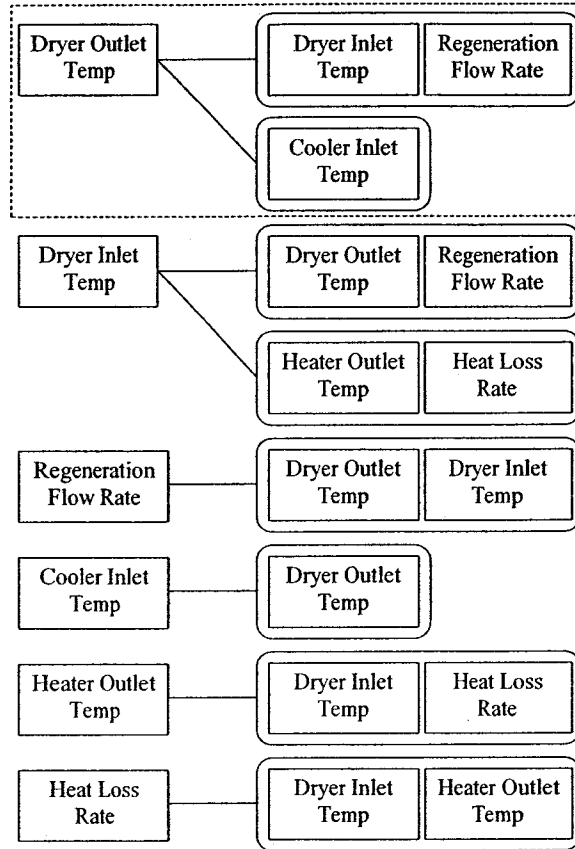 Dryer Outlet
Temp
Dryer Inlet
Temp
Regeneration
Flow Rate
Cooler Inlet
Temp
Dryer Inlet
Temp
Dryer Outlet
Temp
Regeneration
Flow Rate
Heater Outlet
Temp
Heat Loss
Rate
Regeneration
Flow Rate
Dryer Outlet
Temp
Dryer Inlet
Temp
Cooler Inlet
Temp
Dryer Outlet
Temp
Heater Outlet
Temp
Dryer Inlet
Temp
Heat Loss
Rate
Heat Loss
Rate
Dryer Inlet
Temp
Heater Outlet
Temp